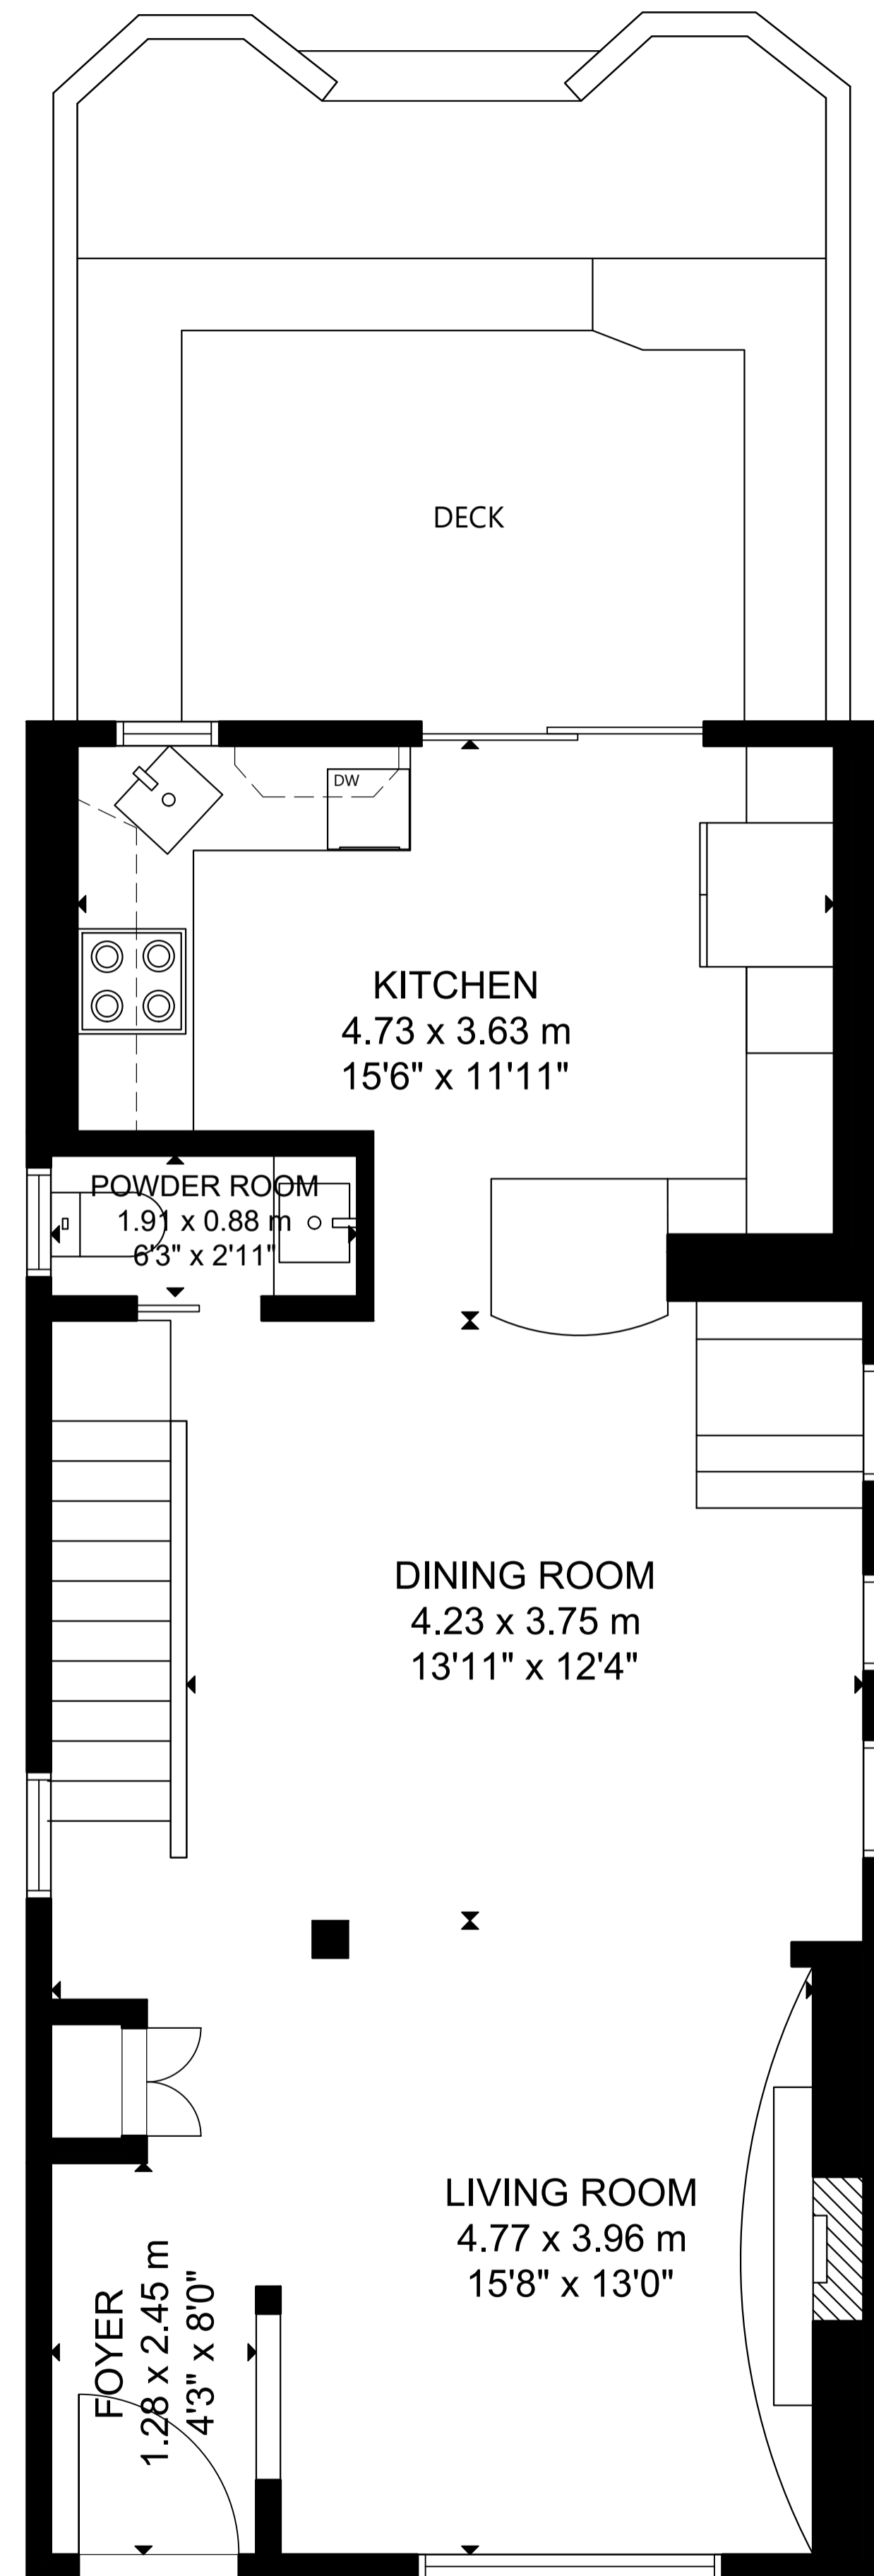 DECK
DW
KITCHEN
4.73 x 3.63 m
15'6" x 11'11"
POWDER ROOM
1.91 x 0.88 m
6'3" x 2'11"
DINING ROOM
4.23 x 3.75 m
13'11" x 12'4"
LIVING ROOM
4.77 x 3.96 m
15'8" x 13'0"
FOYER
1.28 x 2.45 m
4'3" x 8'0"